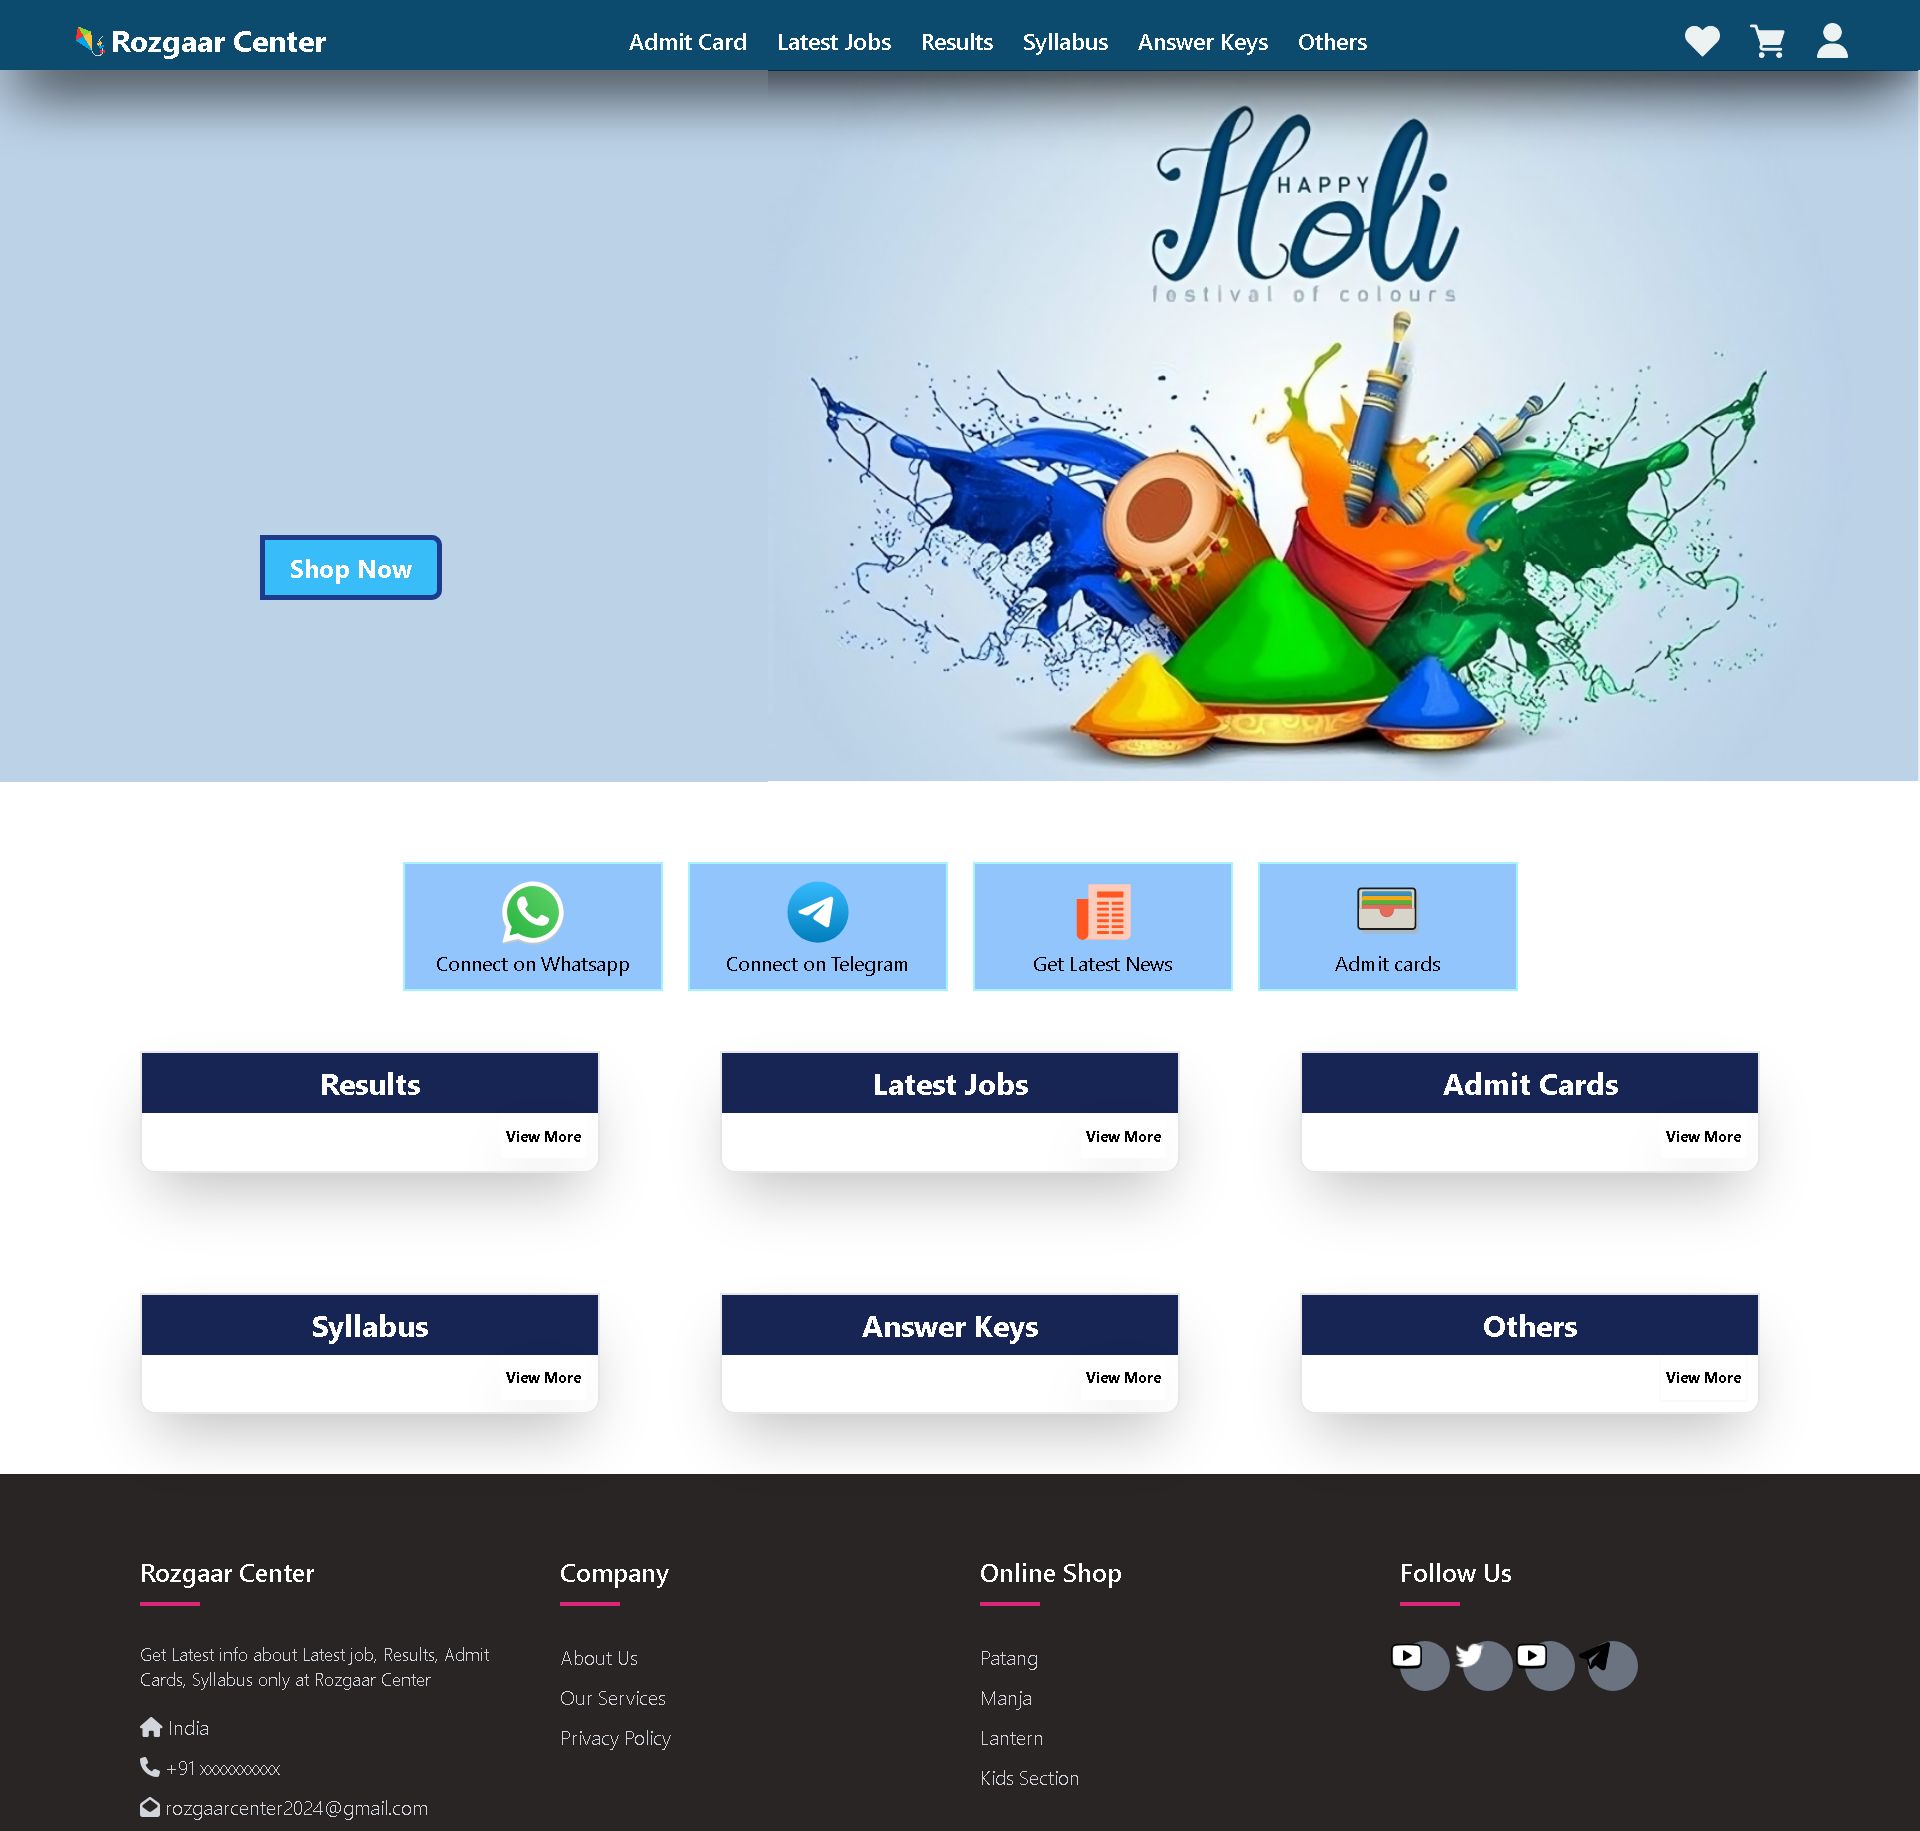 Rozgaar Center
Admit Card
Latest Jobs
Results
Syllabus
Answer Keys
Others
HAPPY
Holi
festival of colours
Shop Now
Connect on Whatsapp
Connect on Telegram
Get Latest News
Admit cards
Results
View More
Latest Jobs
View More
Admit Cards
View More
Syllabus
View More
Answer Keys
View More
Others
View More
Rozgaar Center
Get Latest info about Latest job, Results, Admit
Cards, Syllabus only at Rozgaar Center
India
+91 xxxxxxxxxx
rozgaarcenter2024@gmail.com
Company
About Us
Our Services
Privacy Policy
Online Shop
Patang
Manja
Lantern
Kids Section
Follow Us